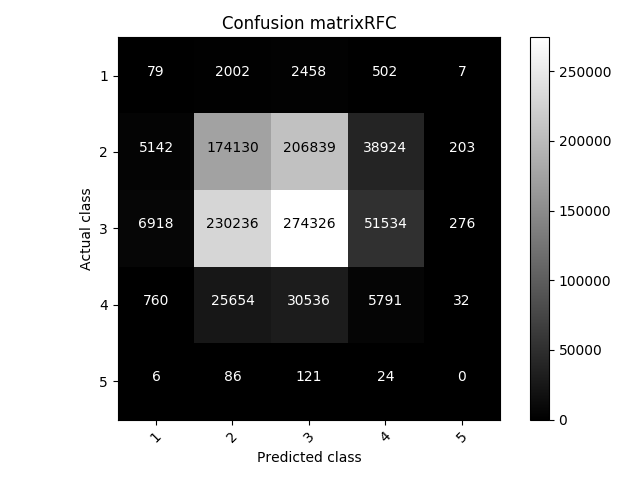 Confusion matrixRFC
Actual class
1 79 2002 2458 502 7
2 5142 174130 206839 38924 203
3 6918 230236 274326 51534 276
4 760 25654 30536 5791 32
5 6 86 121 24 0
1 2 3 4 5
Predicted class
250000
200000
150000
100000
50000
0